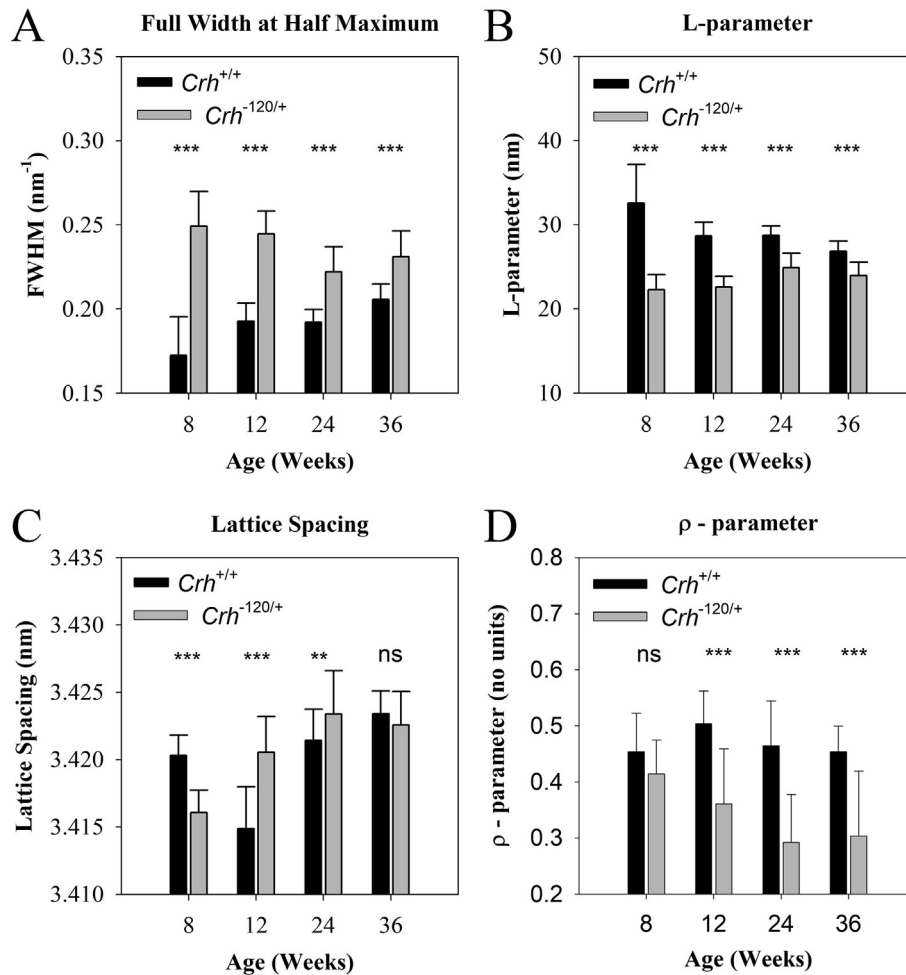 A
Full Width at Half Maximum
0.35
0.30
0.25
0.20
0.15
FWHM (nm⁻¹)
Crh⁺/⁺
Crh⁻¹²⁰/⁺
*** *** *** ***
8 12 24 36
Age (Weeks)
B
L-parameter
50
40
30
20
10
L-parameter (nm)
Crh⁺/⁺
Crh⁻¹²⁰/⁺
*** *** *** ***
8 12 24 36
Age (Weeks)
C
Lattice Spacing
3.435
3.430
3.425
3.420
3.415
3.410
Lattice Spacing (nm)
Crh⁺/⁺
Crh⁻¹²⁰/⁺
*** *** ** ns
8 12 24 36
Age (Weeks)
D
ρ - parameter
0.8
0.7
0.6
0.5
0.4
0.3
0.2
ρ - parameter (no units)
Crh⁺/⁺
Crh⁻¹²⁰/⁺
ns *** *** ***
8 12 24 36
Age (Weeks)